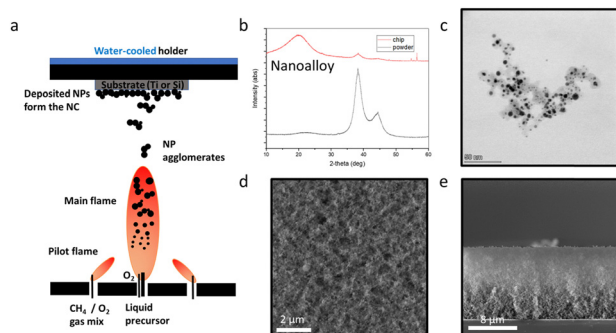 a
Water-cooled holder
Substrate (Ti or Si)
Deposited NPs
form the NC
NP
agglomerates
Main flame
Pilot flame
O2
CH4 / O2
gas mix
Liquid
precursor
b
chip
powder
Nanoalloy
Intensity (abs)
10 20 30 40 50 60
2-theta (deg)
c
50 nm
d
2 µm
e
8 µm